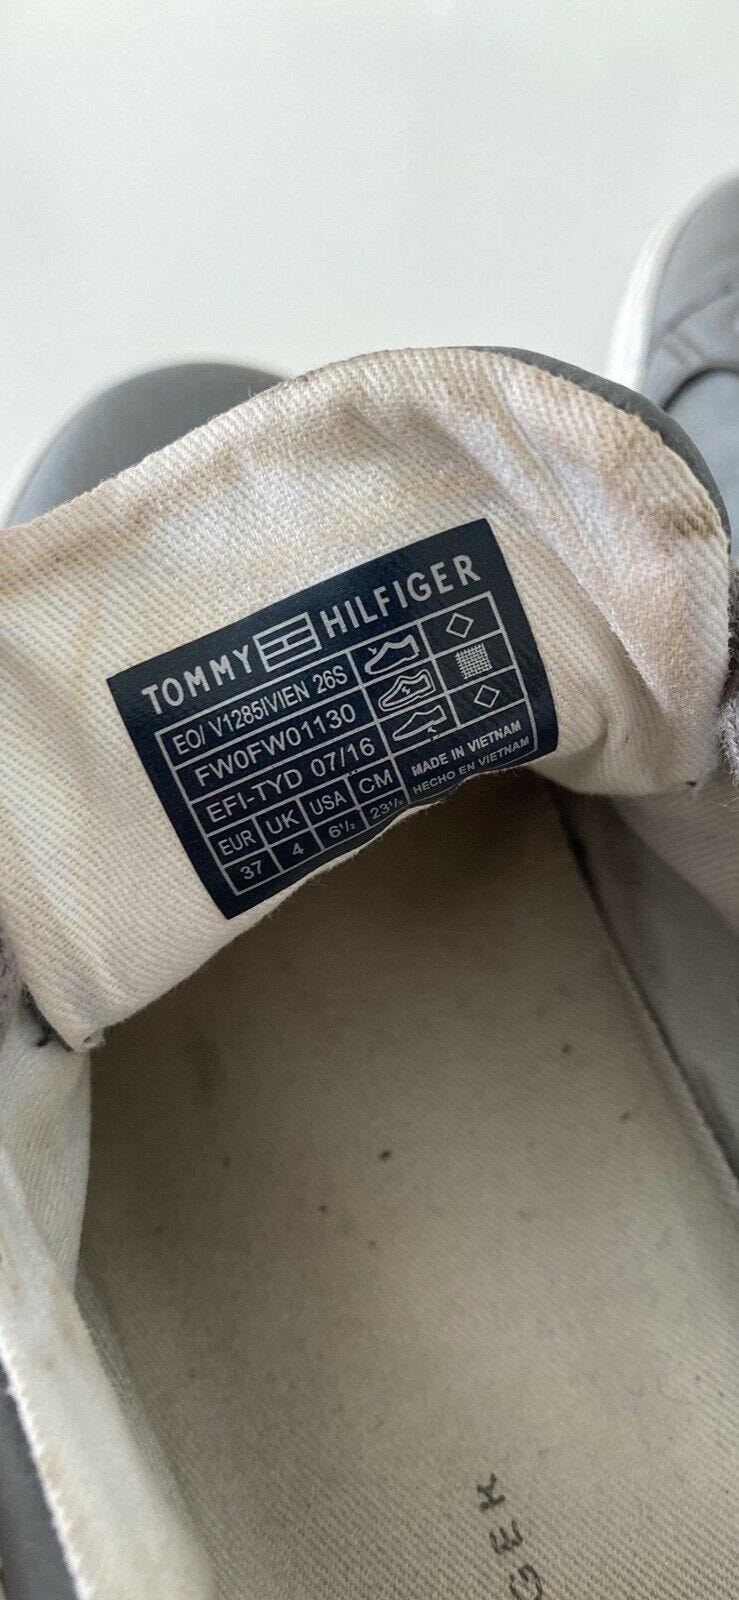 TOMMY HILFIGER
EO/ V1285IVIEN 26S
FW0FW01130
EFI-TYD 07/16
EUR UK USA CM
37 4 6½ 23½
MADE IN VIETNAM
HECHO EN VIETNAM
GER